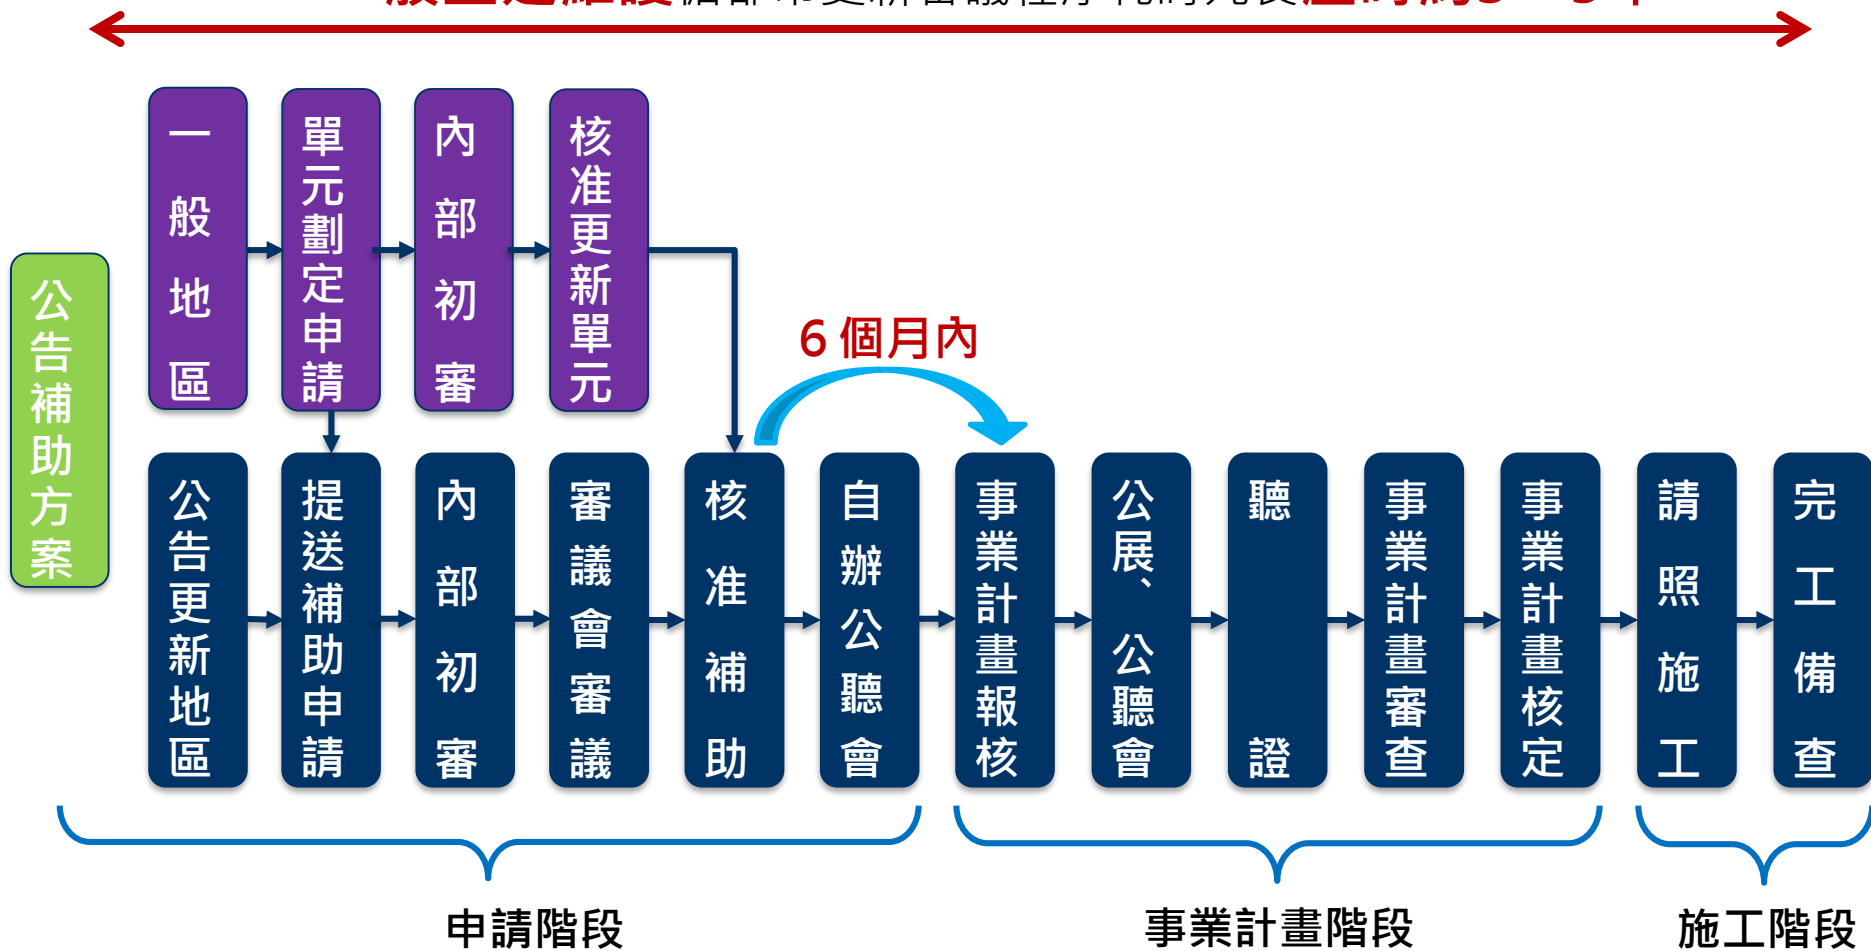 一般地區
單元劃定申請
內部初審
核准更新單元
公告補助方案
6個月內
公告更新地區
提送補助申請
內部初審
審議會審議
核准補助
自辦公聽會
事業計畫報核
公展、公聽會
聽證
事業計畫審查
事業計畫核定
請照施工
完工備查
申請階段
事業計畫階段
施工階段